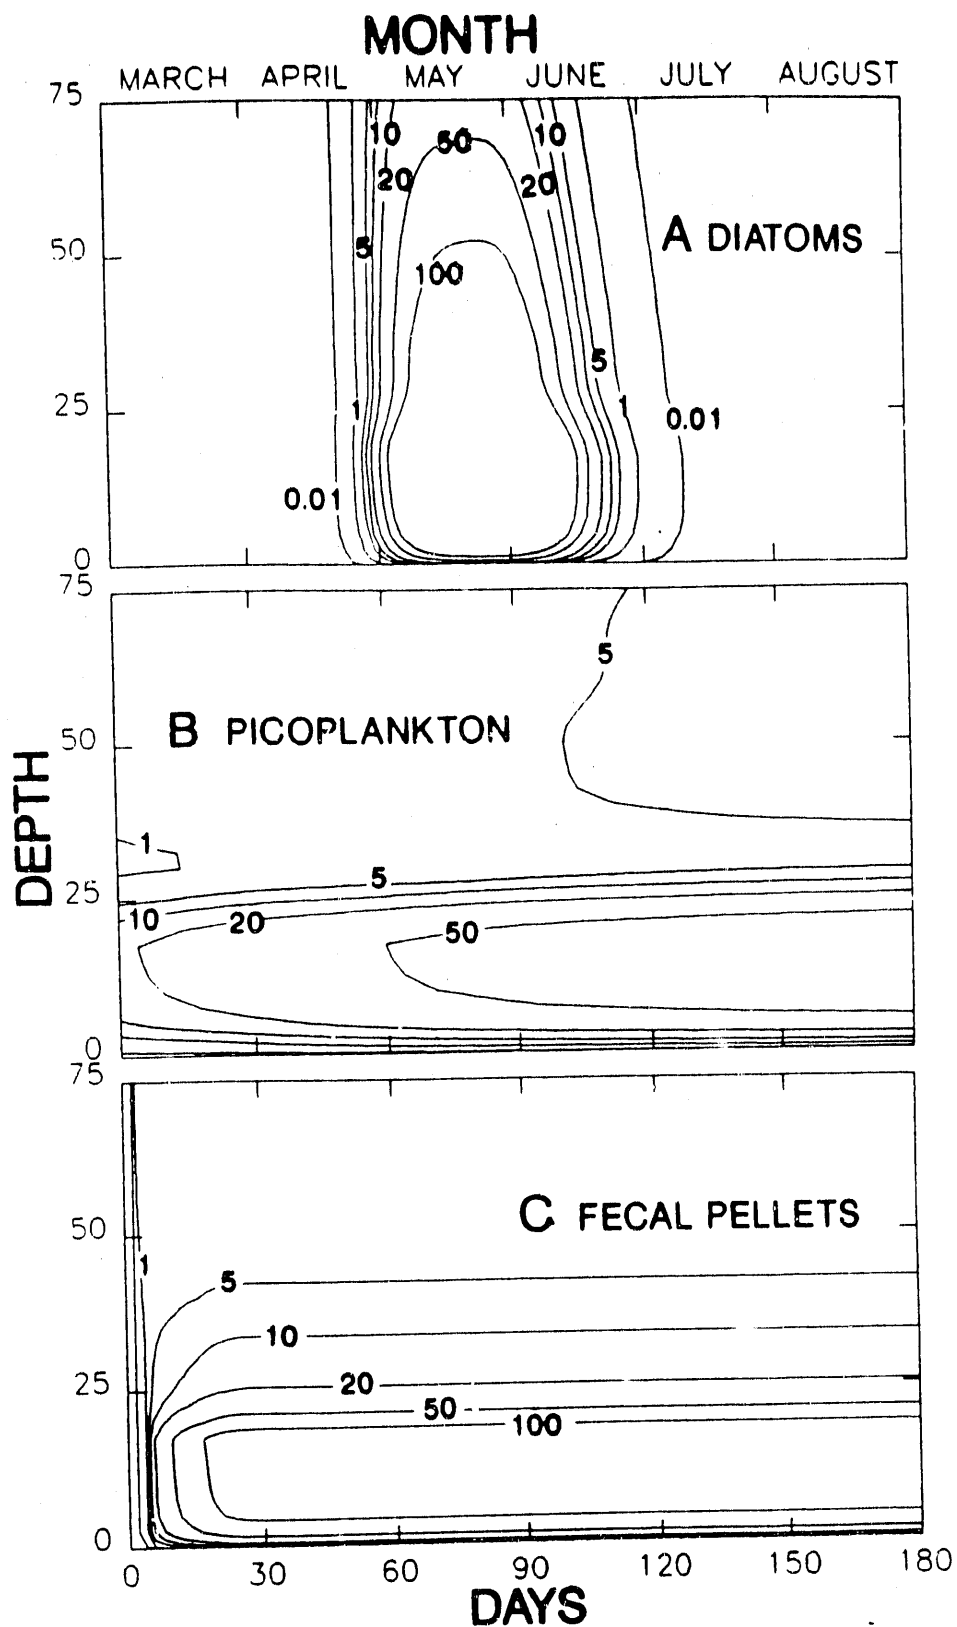 MONTH
MARCH APRIL MAY JUNE JULY AUGUST
75
10 50 10
20 20
A DIATOMS
50 5
100
5
25 1 1 0.01
0.01
0
75
5
B PICOPLANKTON
50
DEPTH
1
5
25
10 20 50
0
75
C FECAL PELLETS
50
1
5
10
25 20
50
100
0
0 30 60 90 120 150 180
DAYS